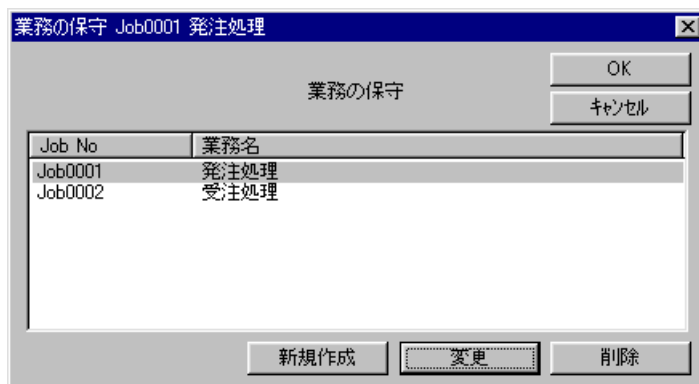 業務の保守 Job0001 発注処理
OK
業務の保守
キャンセル
Job No 業務名
Job0001 発注処理
Job0002 受注処理
新規作成 変更 削除